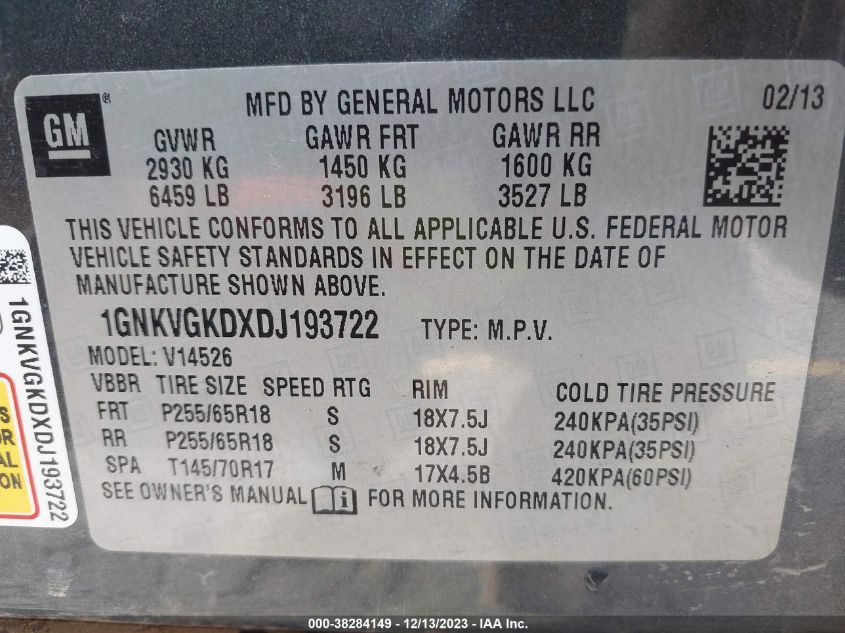 GM ®
MFD BY GENERAL MOTORS LLC 02/13
GVWR GAWR FRT GAWR RR
2930 KG 1450 KG 1600 KG
6459 LB 3196 LB 3527 LB
THIS VEHICLE CONFORMS TO ALL APPLICABLE U.S. FEDERAL MOTOR
VEHICLE SAFETY STANDARDS IN EFFECT ON THE DATE OF
MANUFACTURE SHOWN ABOVE.
1GNKVGKDXDJ193722 TYPE: M.P.V.
MODEL: V14526
VBBR TIRE SIZE SPEED RTG RIM COLD TIRE PRESSURE
FRT P255/65R18 S 18X7.5J 240KPA(35PSI)
RR P255/65R18 S 18X7.5J 240KPA(35PSI)
SPA T145/70R17 M 17X4.5B 420KPA(60PSI)
SEE OWNER'S MANUAL i FOR MORE INFORMATION.
1GNKVGKDXDJ193722
000-38284149 - 12/13/2023 - IAA Inc.